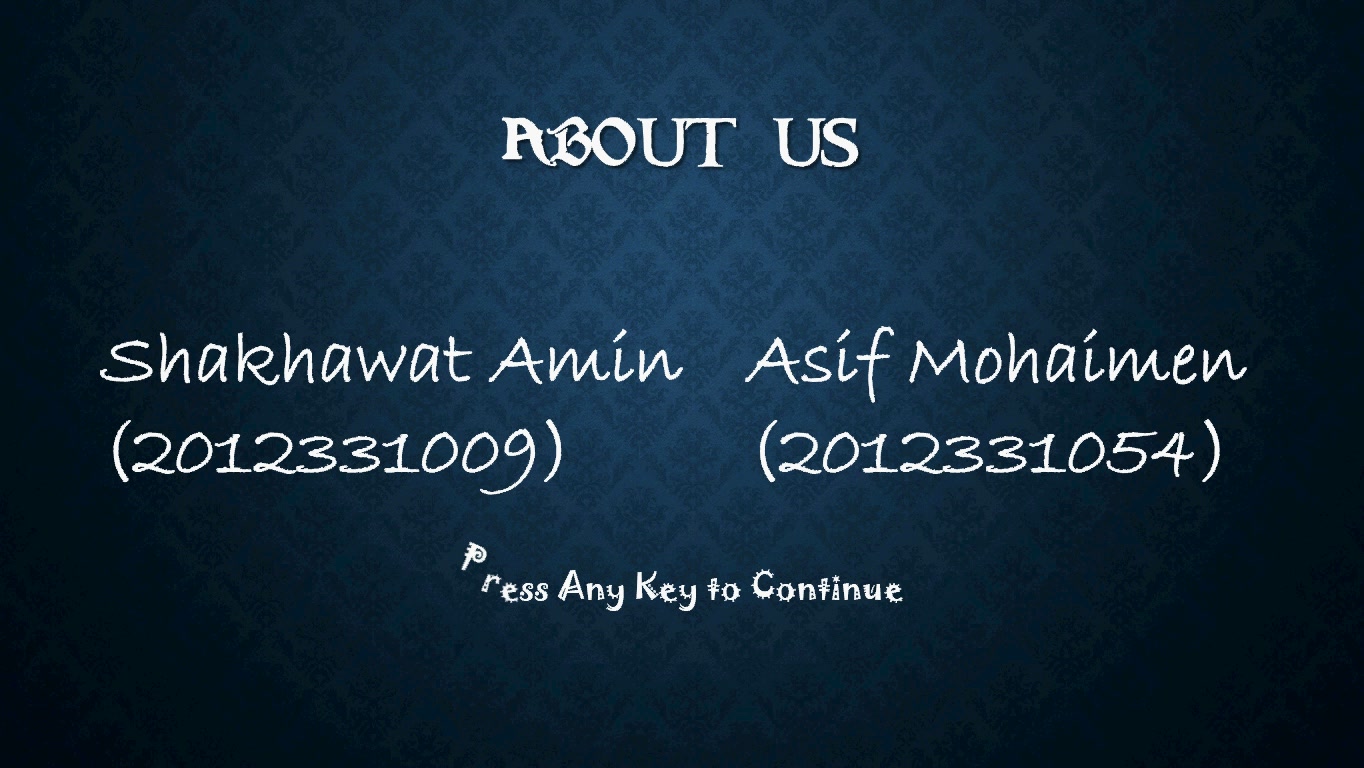 ABOUT US
Shakhawat Amin Asif Mohaimen
(2012331009) (2012331054)
Press Any Key to Continue